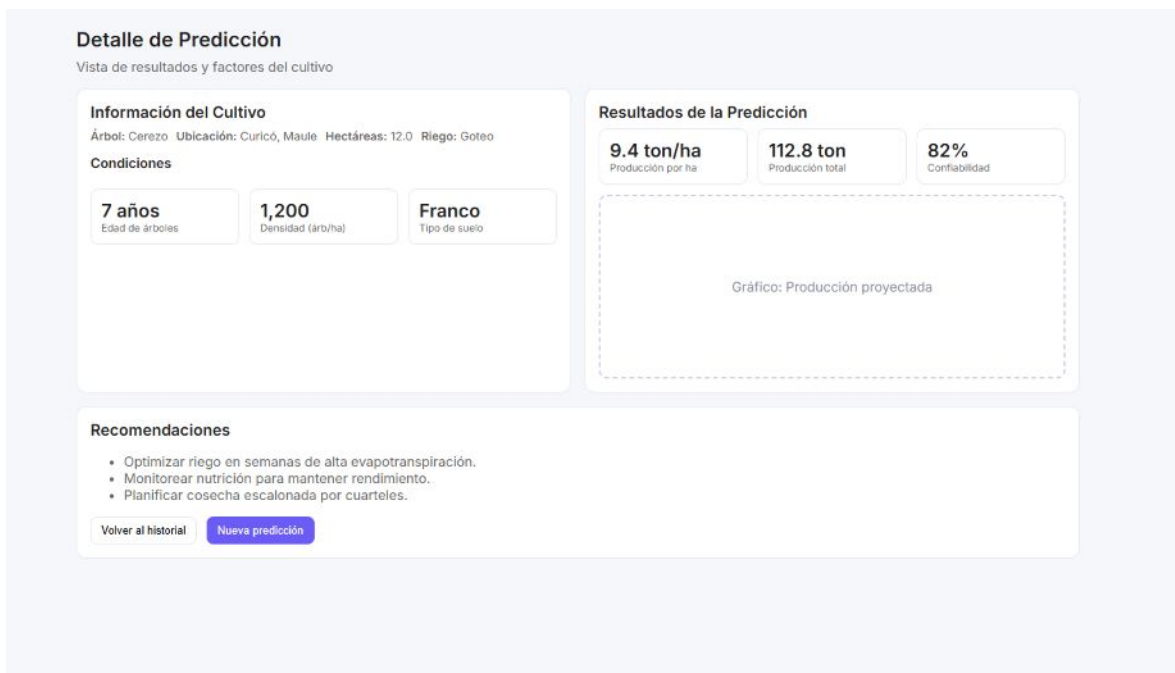 Detalle de Predicción
Vista de resultados y factores del cultivo
Información del Cultivo
Árbol: Cerezo Ubicación: Curicó, Maule Hectáreas: 12.0 Riego: Goteo
Condiciones
7 años
Edad de árboles
1,200
Densidad (árb/ha)
Franco
Tipo de suelo
Resultados de la Predicción
9.4 ton/ha
Producción por ha
112.8 ton
Producción total
82%
Confiabilidad
Gráfico: Producción proyectada
Recomendaciones
• Optimizar riego en semanas de alta evapotranspiración.
• Monitorear nutrición para mantener rendimiento.
• Planificar cosecha escalonada por cuarteles.
Volver al historial
Nueva predicción